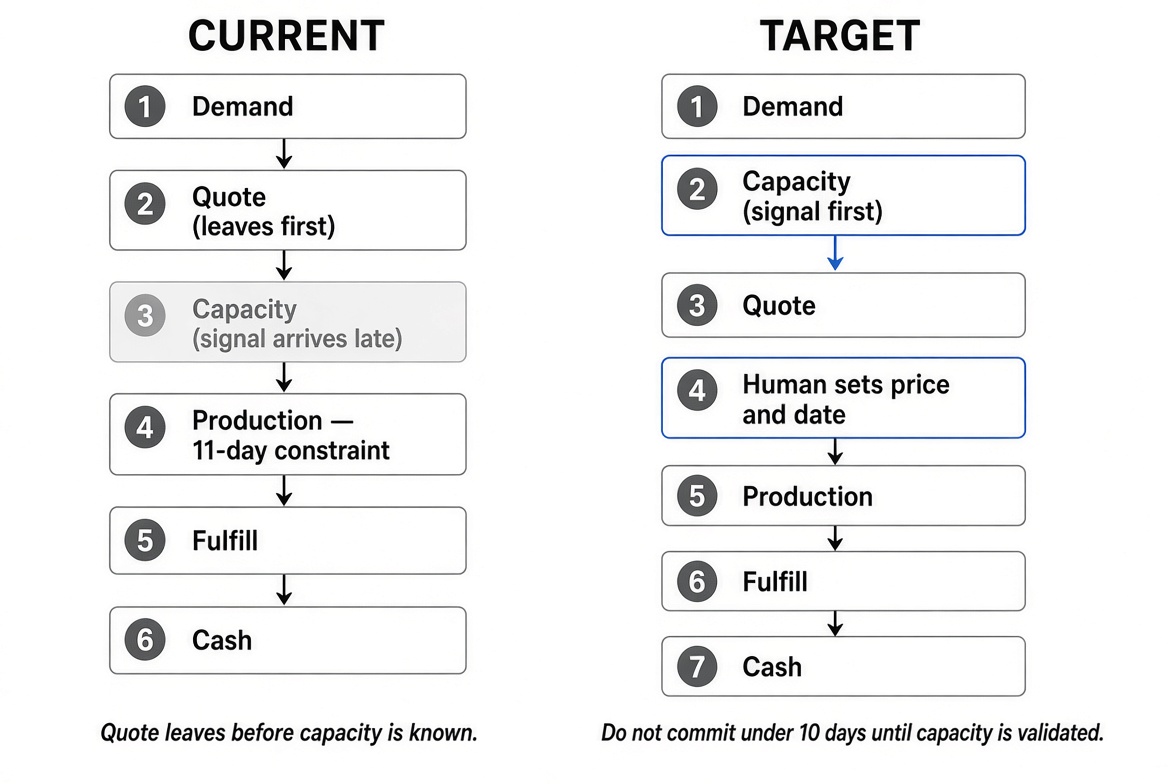 CURRENT
1 Demand
2 Quote
(leaves first)
3 Capacity
(signal arrives late)
4 Production —
11-day constraint
5 Fulfill
6 Cash
Quote leaves before capacity is known.
TARGET
1 Demand
2 Capacity
(signal first)
3 Quote
4 Human sets price
and date
5 Production
6 Fulfill
7 Cash
Do not commit under 10 days until capacity is validated.